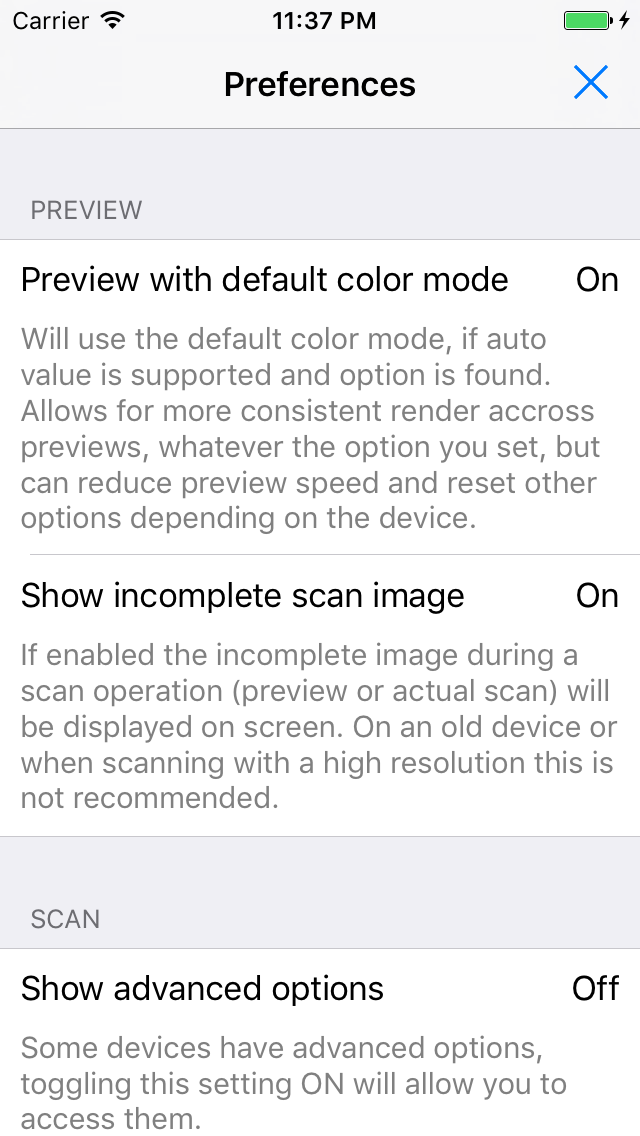 Carrier 11:37 PM
Preferences
PREVIEW
Preview with default color mode On
Will use the default color mode, if auto
value is supported and option is found.
Allows for more consistent render accross
previews, whatever the option you set, but
can reduce preview speed and reset other
options depending on the device.
Show incomplete scan image On
If enabled the incomplete image during a
scan operation (preview or actual scan) will
be displayed on screen. On an old device or
when scanning with a high resolution this is
not recommended.
SCAN
Show advanced options Off
Some devices have advanced options,
toggling this setting ON will allow you to
access them.